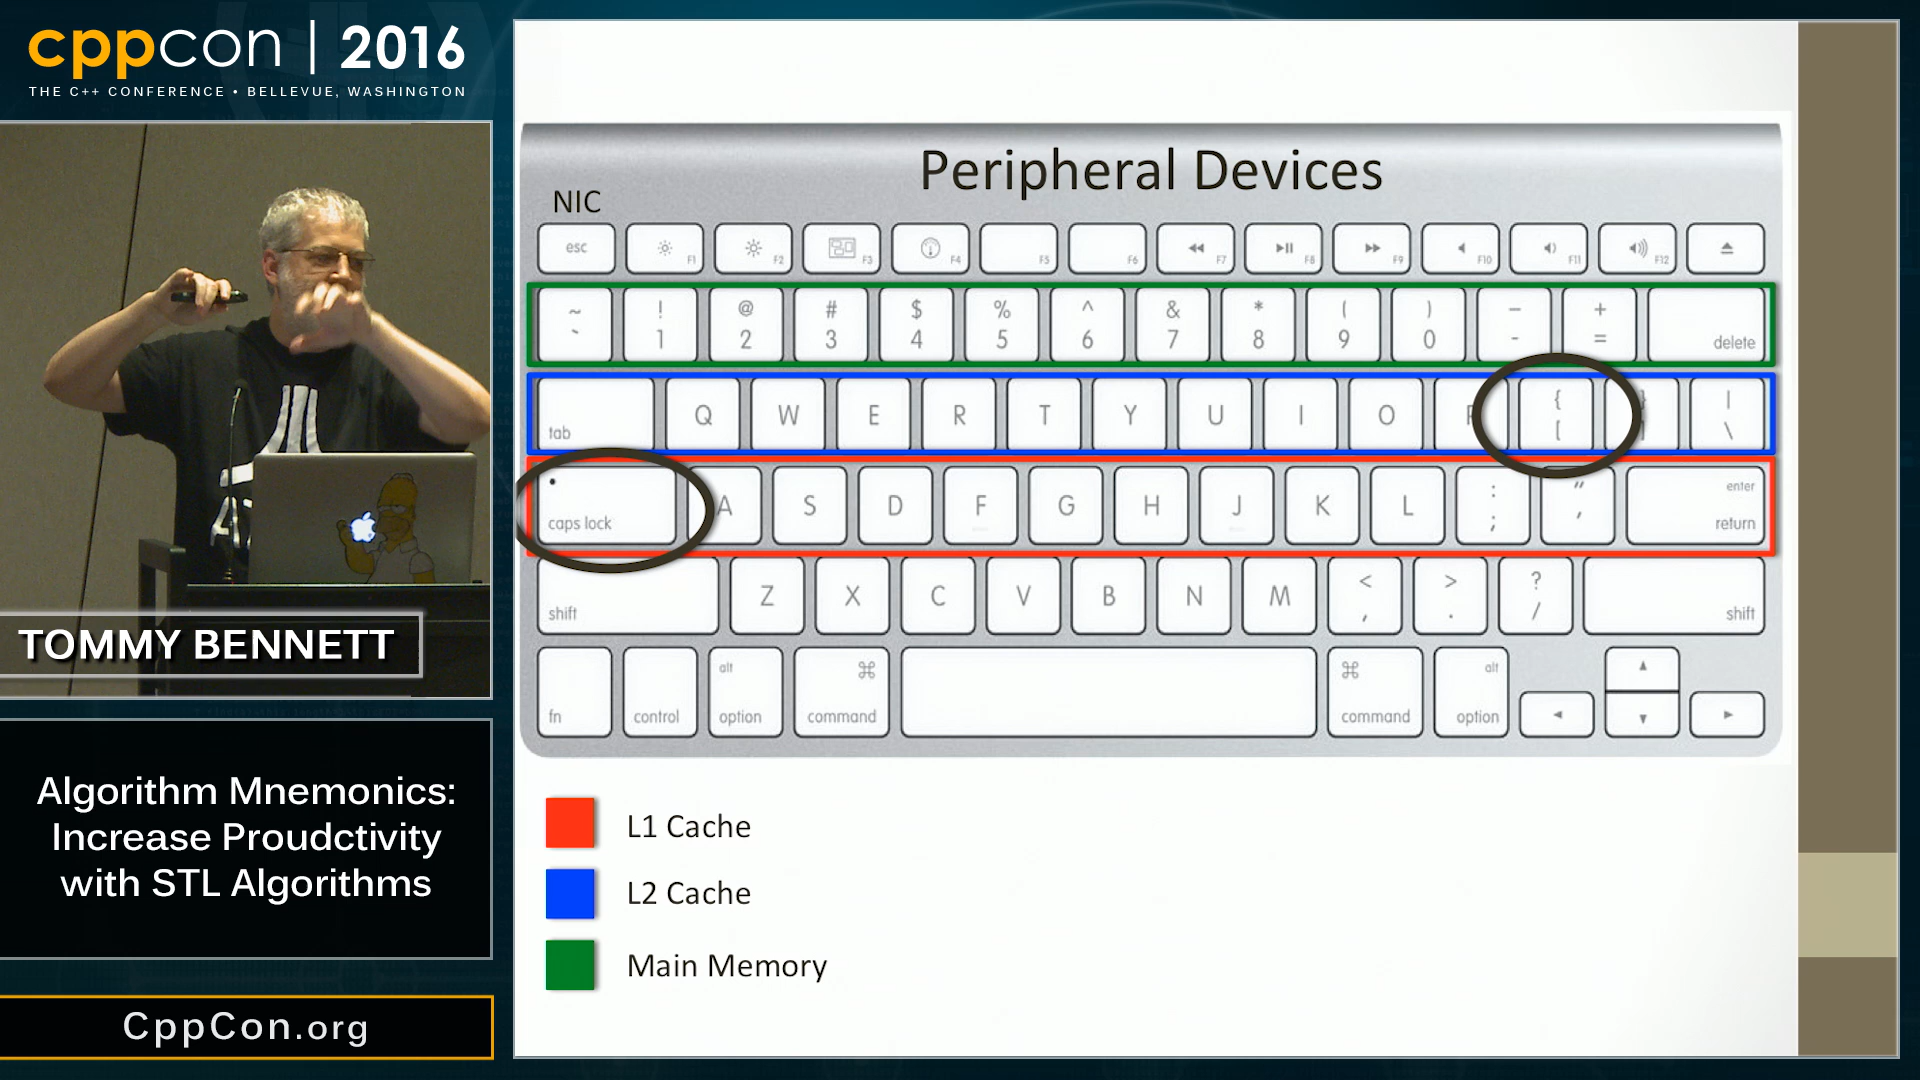 cppcon | 2016
THE C++ CONFERENCE • BELLEVUE, WASHINGTON
TOMMY BENNETT
Algorithm Mnemonics:
Increase Proudctivity
with STL Algorithms
CppCon.org
Peripheral Devices
NIC
esc F1 F2 F3 F4 F5 F6 F7 F8 F9 F10 F11 F12
~ ! @ # $ % ^ & * ( ) – +
` 1 2 3 4 5 6 7 8 9 0 - = delete
tab Q W E R T Y U I O P { [ } ] | \
caps lock A S D F G H J K L : ; " ' enter return
shift Z X C V B N M < , > . ? / shift
fn control alt option ⌘ command ⌘ command alt option
L1 Cache
L2 Cache
Main Memory